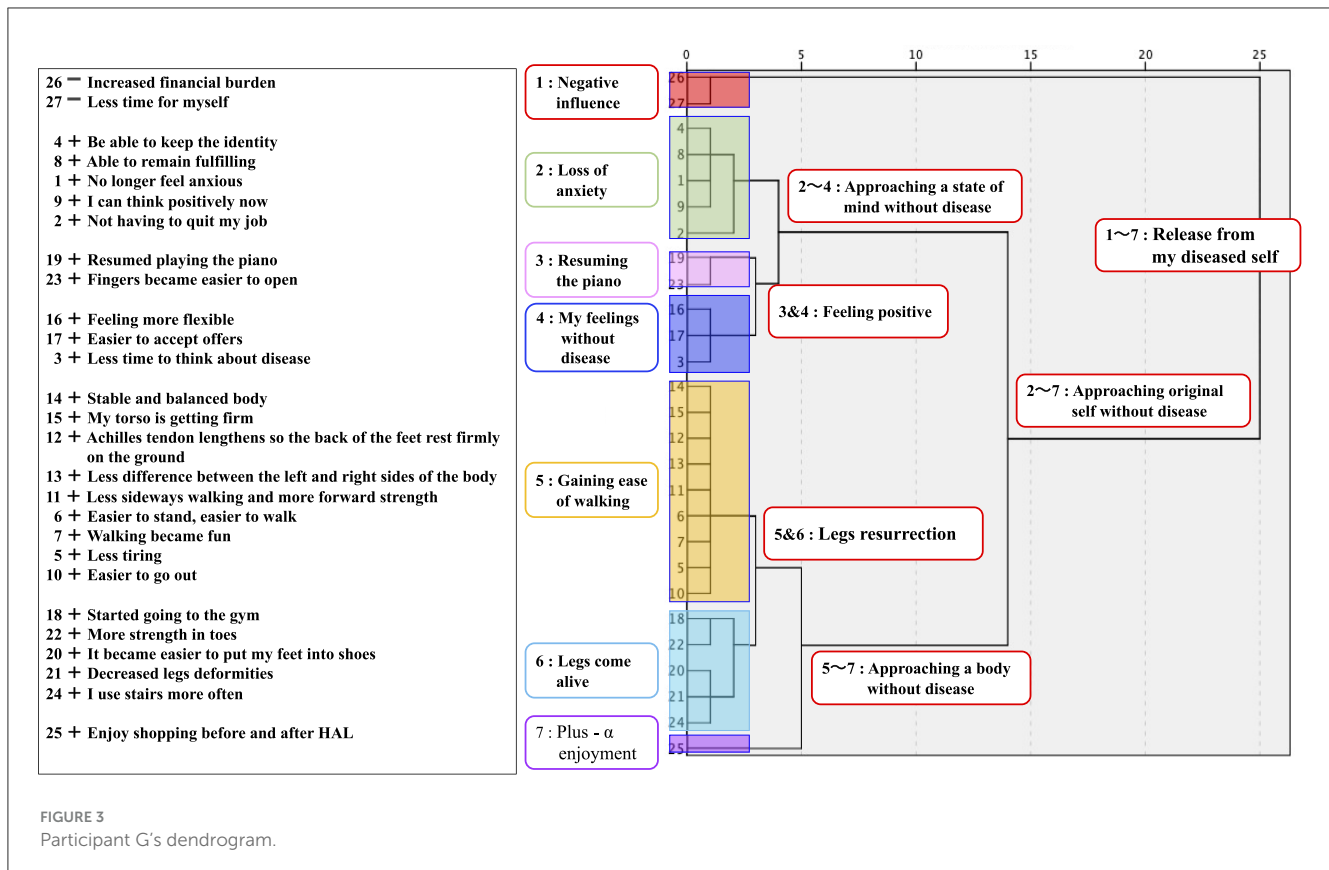 0 5 10 15 20 25
26 − Increased financial burden
27 − Less time for myself
4 + Be able to keep the identity
8 + Able to remain fulfilling
1 + No longer feel anxious
9 + I can think positively now
2 + Not having to quit my job
19 + Resumed playing the piano
23 + Fingers became easier to open
16 + Feeling more flexible
17 + Easier to accept offers
3 + Less time to think about disease
14 + Stable and balanced body
15 + My torso is getting firm
12 + Achilles tendon lengthens so the back of the feet rest firmly
on the ground
13 + Less difference between the left and right sides of the body
11 + Less sideways walking and more forward strength
6 + Easier to stand, easier to walk
7 + Walking became fun
5 + Less tiring
10 + Easier to go out
18 + Started going to the gym
22 + More strength in toes
20 + It became easier to put my feet into shoes
21 + Decreased legs deformities
24 + I use stairs more often
25 + Enjoy shopping before and after HAL
1 : Negative
influence
2 : Loss of
anxiety
3 : Resuming
the piano
4 : My feelings
without
disease
5 : Gaining ease
of walking
6 : Legs come
alive
7 : Plus - α
enjoyment
26
27
4
8
1
9
2
19
23
16
17
3
14
15
12
13
11
6
7
5
10
18
22
20
21
24
25
2～4 : Approaching a state of
mind without disease
3&4 : Feeling positive
1～7 : Release from
my diseased self
2～7 : Approaching original
self without disease
5&6 : Legs resurrection
5～7 : Approaching a body
without disease
FIGURE 3
Participant G's dendrogram.